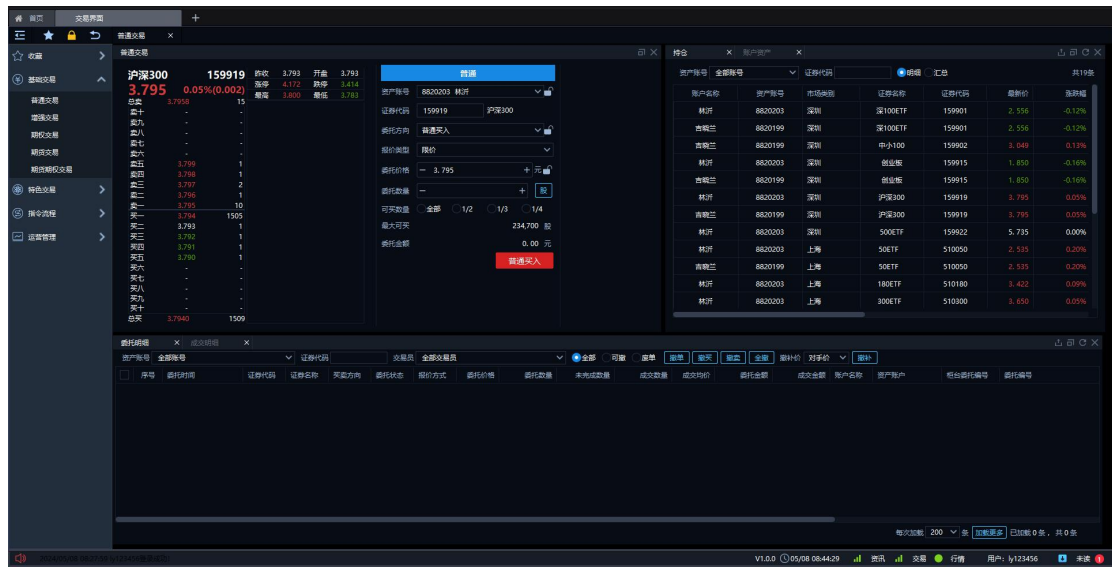 首页 交易界面 +
普通交易 ×
收藏
基础交易
普通交易
增强交易
期权交易
期货交易
期货期权交易
特色交易
指令流程
运营管理
普通交易
沪深300 159919
3.795 0.05%(0.002)
昨收 3.793 开盘 3.793
涨停 4.172 跌停 3.414
最高 3.800 最低 3.783
总卖 3.7958 15
卖十 - -
卖九 - -
卖八 - -
卖七 - -
卖六 - -
卖五 3.799 1
卖四 3.798 1
卖三 3.797 2
卖二 3.796 1
卖一 3.795 10
买一 3.794 1505
买二 3.793 1
买三 3.792 1
买四 3.791 1
买五 3.790 1
买六 - -
买七 - -
买八 - -
买九 - -
买十 - -
总买 3.7940 1509
普通
资产账号 8820203 林沂
证券代码 159919 沪深300
委托方向 普通买入
报价类型 限价
委托价格 － 3.795 + 元
委托数量 － + 股
可买数量 全部 1/2 1/3 1/4
最大可买 234,700 股
委托金额 0.00 元
普通买入
持仓 × 账户资产 ×
资产账号 全部账号 证券代码 明细 汇总 共19条
账户名称 资产账号 市场类别 证券名称 证券代码 最新价 涨跌幅
林沂 8820203 深圳 深100ETF 159901 2.556 -0.12%
吉晓兰 8820199 深圳 深100ETF 159901 2.556 -0.12%
吉晓兰 8820199 深圳 中小100 159902 3.049 0.13%
林沂 8820203 深圳 创业板 159915 1.850 -0.16%
吉晓兰 8820199 深圳 创业板 159915 1.850 -0.16%
林沂 8820203 深圳 沪深300 159919 3.795 0.05%
吉晓兰 8820199 深圳 沪深300 159919 3.795 0.05%
林沂 8820203 深圳 500ETF 159922 5.735 0.00%
林沂 8820203 上海 50ETF 510050 2.535 0.20%
吉晓兰 8820199 上海 50ETF 510050 2.535 0.20%
林沂 8820203 上海 180ETF 510180 3.422 0.09%
林沂 8820203 上海 300ETF 510300 3.650 0.05%
委托明细 × 成交明细 ×
资产账号 全部账号 证券代码 交易员 全部交易员 全部 可撤 废单 撤单 撤买 撤卖 全撤 撤补价 对手价 撤补
序号 委托时间 证券代码 证券名称 买卖方向 委托状态 报价方式 委托价格 委托数量 未完成数量 成交数量 成交均价 委托金额 成交金额 账户名称 资产账户 柜台委托编号 委托编号
每次加载 200 条 加载更多 已加载 0 条， 共 0 条
V1.0.0 05/08 08:44:29 资讯 交易 行情 用户: ly123456 未读 1